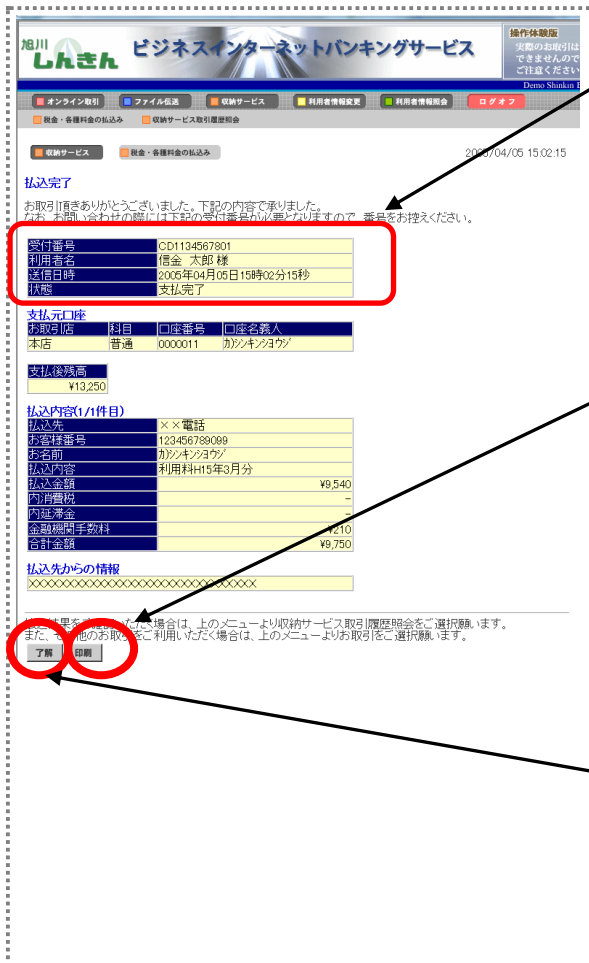 旭川しんきん
ビジネスインターネットバンキングサービス
操作体験版
実際のお取引は
できませんので
ご注意ください
Demo Shinkin
オンライン取引 ファイル伝送 収納サービス 利用者情報変更 利用者情報照会 ログオフ
税金・各種料金の払込み 収納サービス取引履歴照会
収納サービス 税金・各種料金の払込み 2005/04/05 15:02:15
払込完了
お取引頂きありがとうございました。下記の内容で承りました。
なお、お問い合わせの際には下記の受付番号が必要となりますので、番号をお控えください。
受付番号 CD1134567801
利用者名 信金 太郎 様
送信日時 2005年04月05日15時02分15秒
状態 支払完了
支払元口座
お取引店 科目 口座番号 口座名義人
本店 普通 0000011 カ)シンキンシヨウジ
支払後残高
¥13,250
払込内容(1/1件目)
払込先 ××電話
お客様番号 123456789099
お名前 カ)シンキンシヨウジ
払込内容 利用料H15年3月分
払込金額 ¥9,540
内消費税 -
内延滞金 -
金融機関手数料 ¥210
合計金額 ¥9,750
払込先からの情報
XXXXXXXXXXXXXXXXXXXXXXXXXXXXXX
結果をご確認いただく場合は、上のメニューより収納サービス取引履歴照会をご選択願います。
また、その他のお取引をご利用いただく場合は、上のメニューよりお取引をご選択願います。
了解 印刷